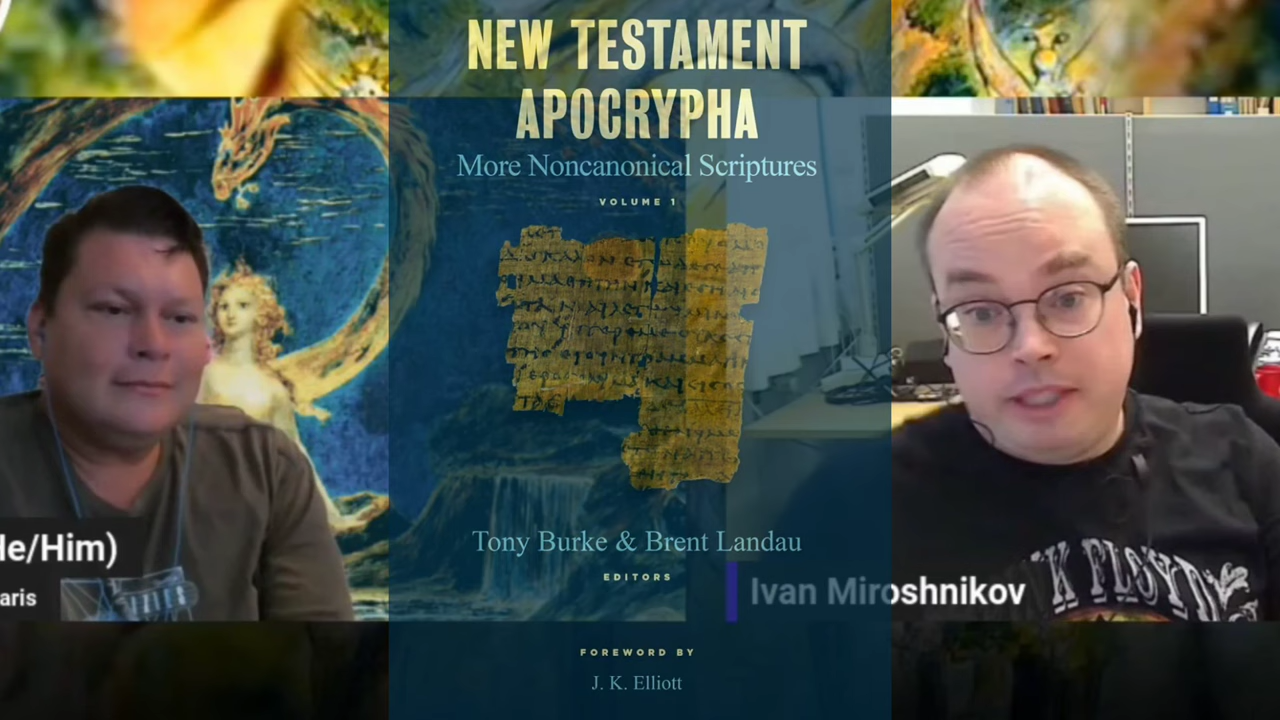 NEW TESTAMENT
APOCRYPHA
More Noncanonical Scriptures
VOLUME 1
Tony Burke & Brent Landau
EDITORS
FOREWORD BY
J. K. Elliott
/Him)
aris
Ivan Miroshnikov
K FLOYD